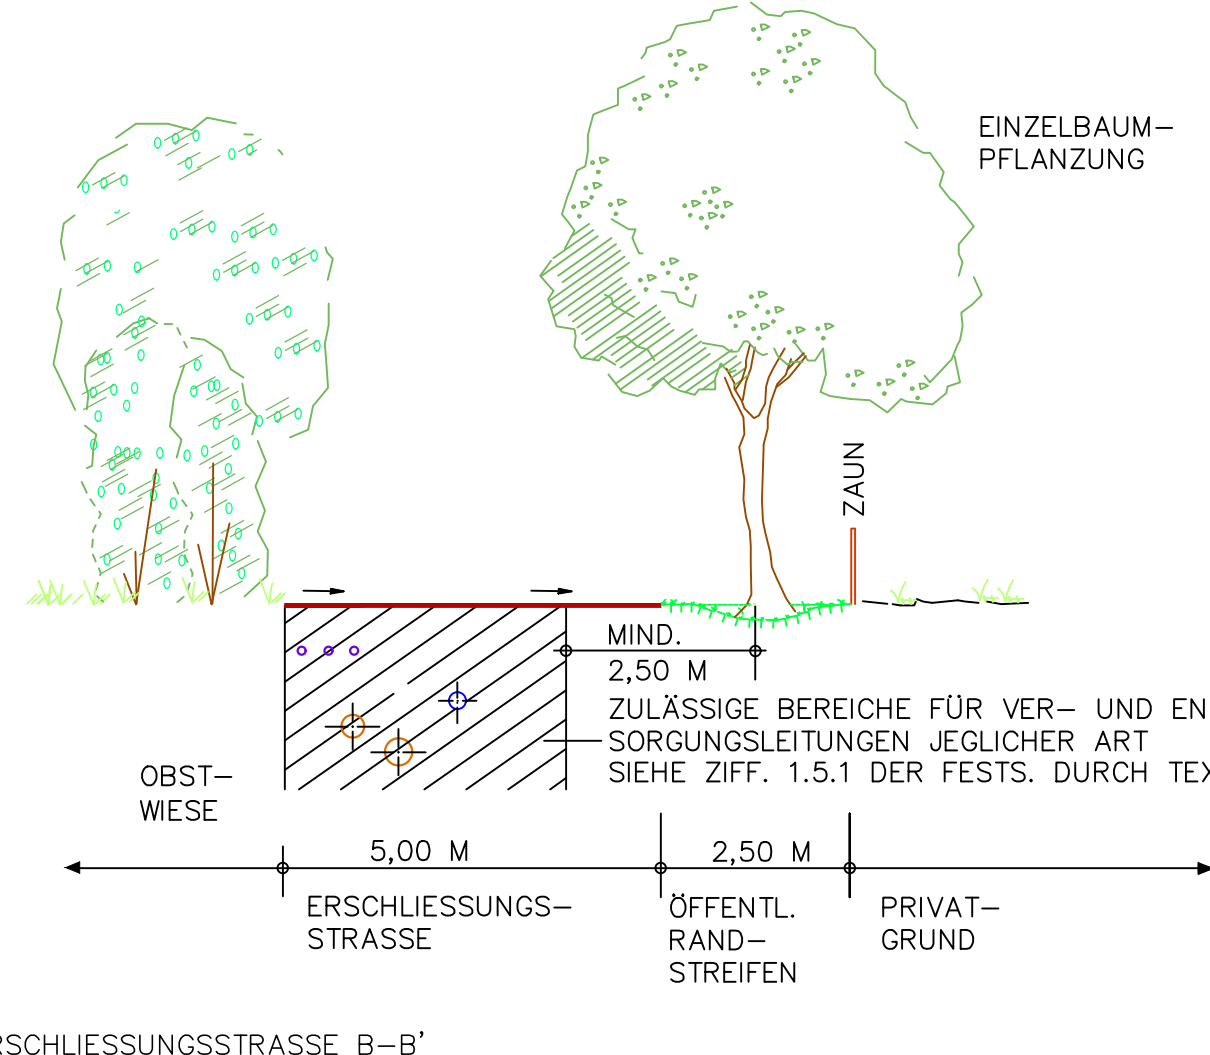 EINZELBAUM–
PFLANZUNG
ZAUN
MIND.
2,50 M
ZULÄSSIGE BEREICHE FÜR VER– UND EN
SORGUNGSLEITUNGEN JEGLICHER ART
SIEHE ZIFF. 1.5.1 DER FESTS. DURCH TEX
OBST–
WIESE
5,00 M
2,50 M
ERSCHLIESSUNGS–
STRASSE
ÖFFENTL.
RAND–
STREIFEN
PRIVAT–
GRUND
RSCHLIESSUNGSSTRASSE B–B'